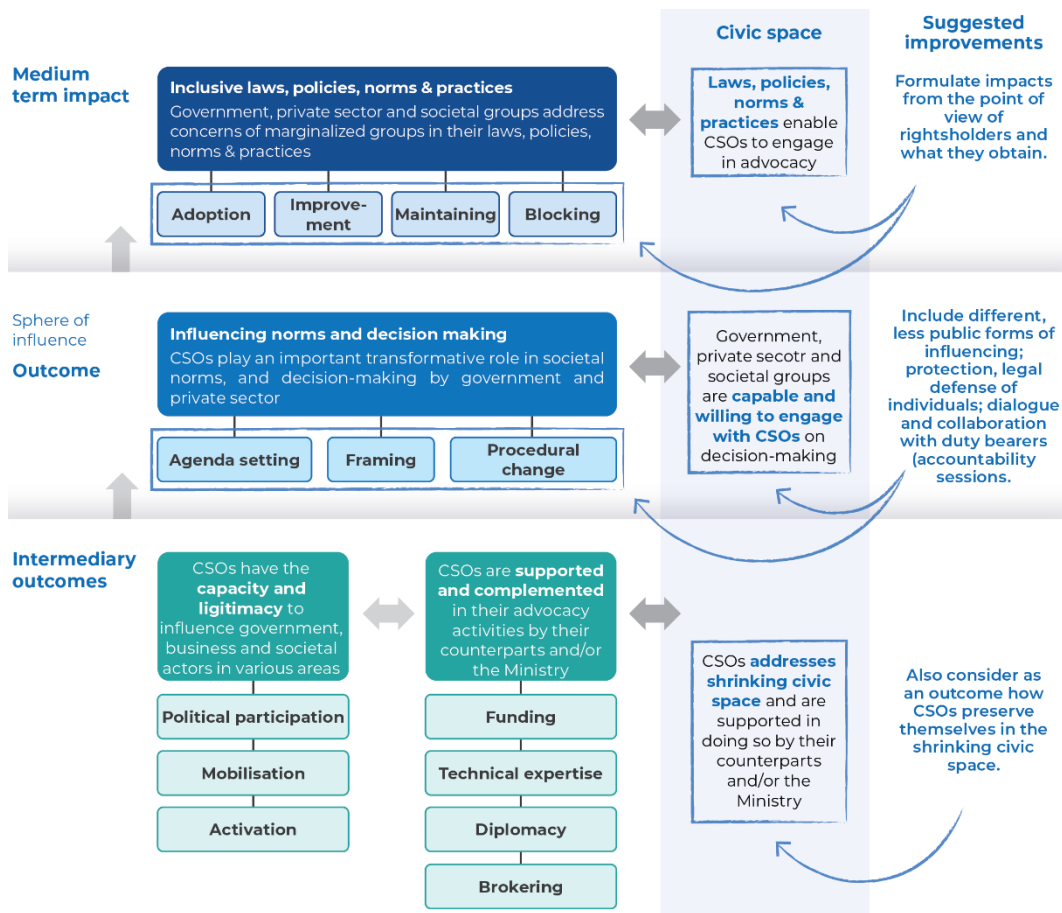 Civic space
Suggested
improvements
Medium
term impact
Inclusive laws, policies, norms & practices
Government, private sector and societal groups address
concerns of marginalized groups in their laws, policies,
norms & practices
Adoption
Improve-
ment
Maintaining
Blocking
Laws, policies,
norms &
practices enable
CSOs to engage
in advocacy
Formulate impacts
from the point of
view of
rightsholders and
what they obtain.
Sphere of
influence
Outcome
Influencing norms and decision making
CSOs play an important transformative role in societal
norms, and decision-making by government and
private sector
Agenda setting
Framing
Procedural
change
Government,
private secotr and
societal groups
are capable and
willing to engage
with CSOs on
decision-making
Include different,
less public forms of
influencing;
protection, legal
defense of
individuals; dialogue
and collaboration
with duty bearers
(accountability
sessions.
Intermediary
outcomes
CSOs have the
capacity and
ligitimacy to
influence government,
business and societal
actors in various areas
Political participation
Mobilisation
Activation
CSOs are supported
and complemented
in their advocacy
activities by their
counterparts and/or
the Ministry
Funding
Technical expertise
Diplomacy
Brokering
CSOs addresses
shrinking civic
space and are
supported in
doing so by their
counterparts
and/or the
Ministry
Also consider as
an outcome how
CSOs preserve
themselves in the
shrinking civic
space.